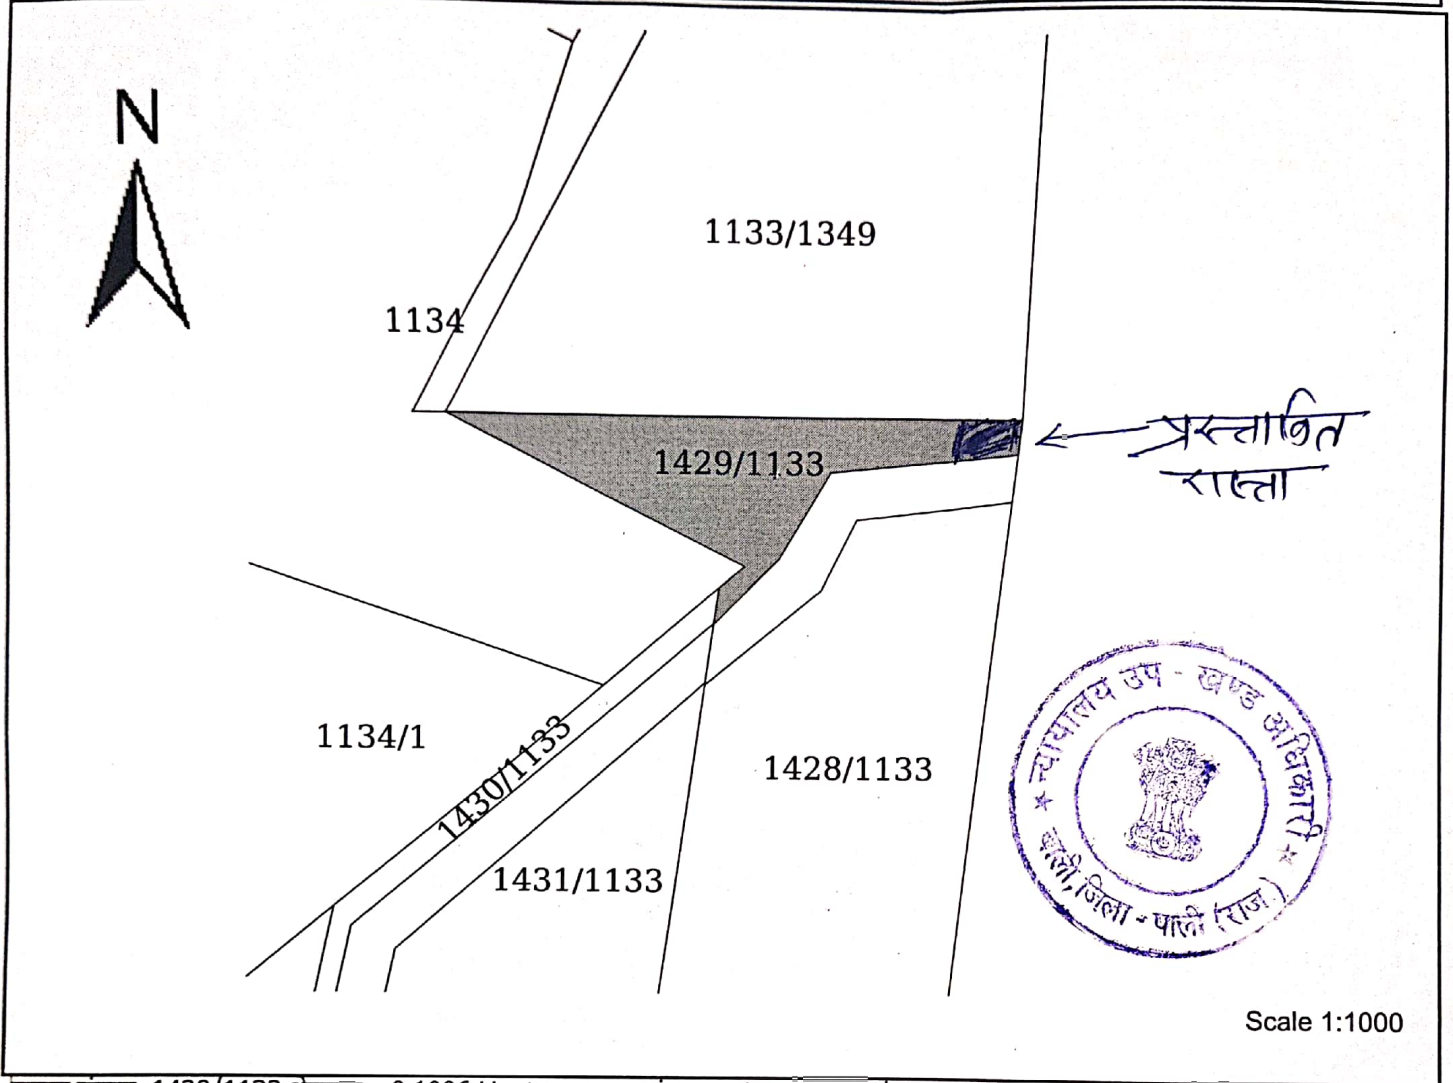 N
1133/1349
1134
1429/1133
प्रस्तावित
रास्ता
1134/1
1430/1133
1428/1133
1431/1133
न्यायालय उप - खण्ड अधिकारी
बाली, जिला - पाली (राज.)
Scale 1:1000